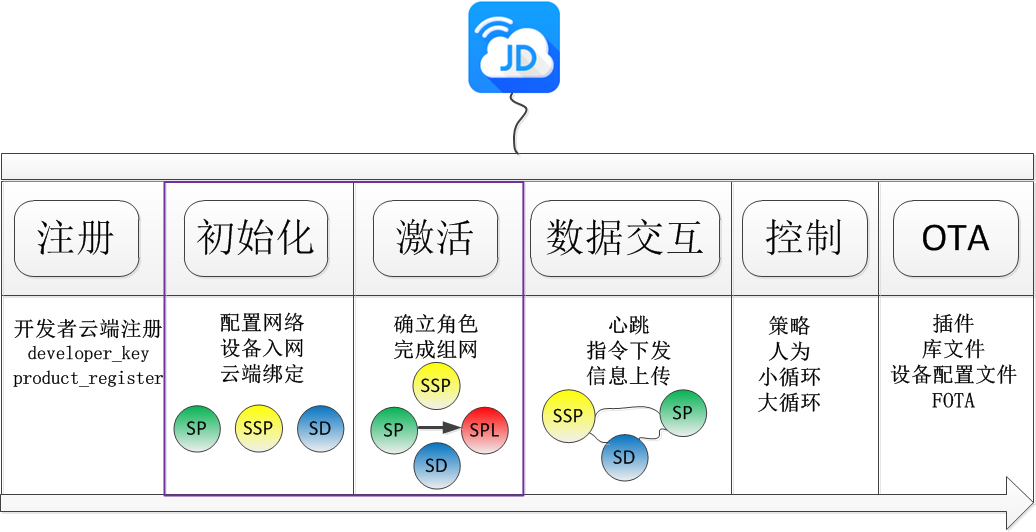 JD
注册
初始化
激活
数据交互
控制
OTA
开发者云端注册
developer_key
product_register
配置网络
设备入网
云端绑定
SP
SSP
SD
确立角色
完成组网
SSP
SP
SPL
SD
心跳
指令下发
信息上传
SSP
SP
SD
策略
人为
小循环
大循环
插件
库文件
设备配置文件
FOTA